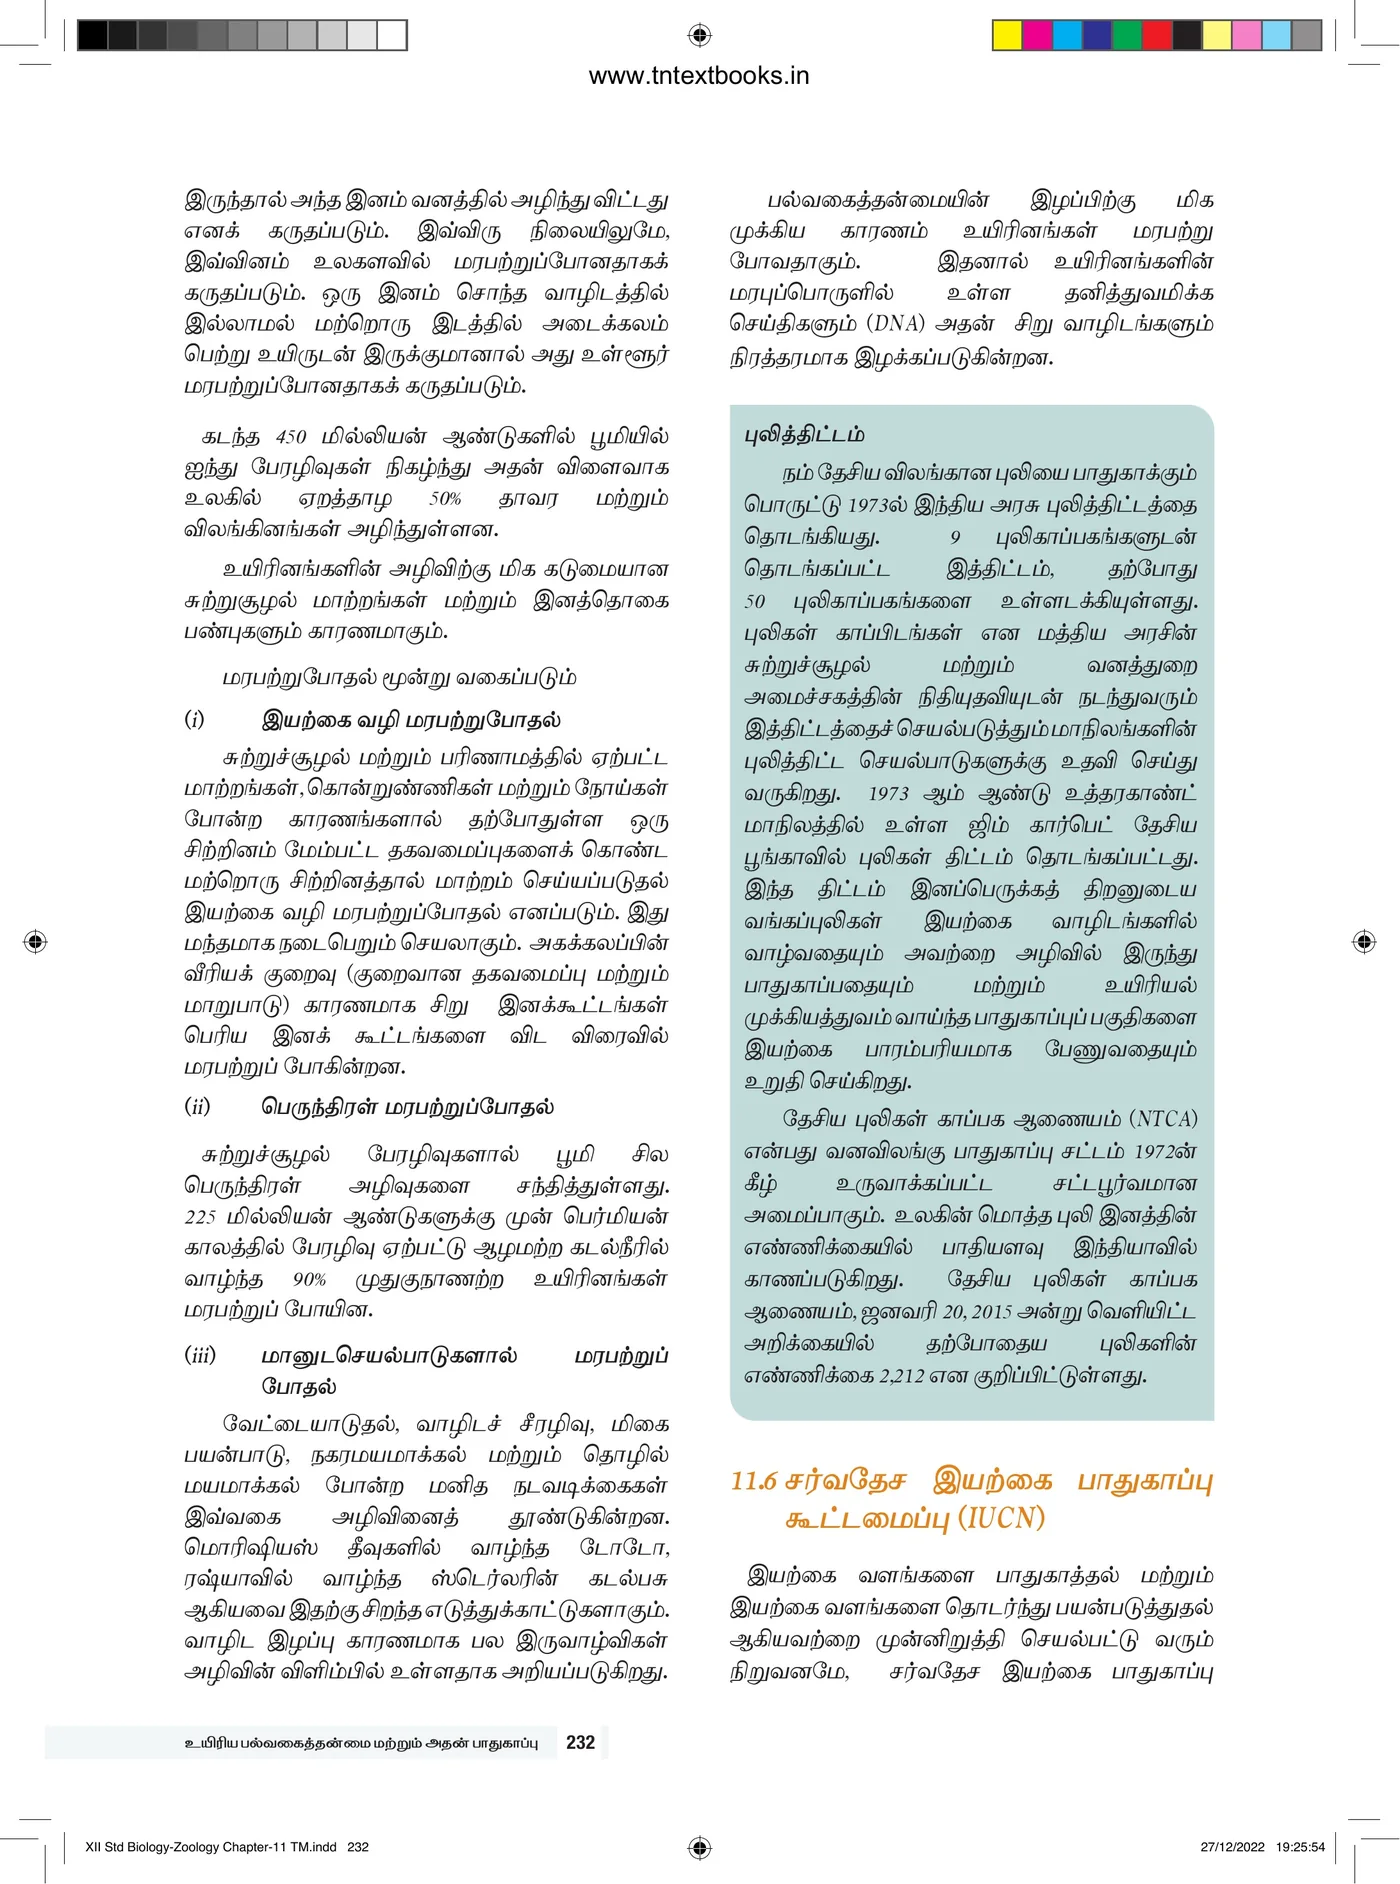 www.tntextbooks.in
இருந்தால் அந்த இனம் வனத்தில் அழிந்து விட்டது
எனக் கருதப்படும். இவ்விரு நிலையிலுமே,
இவ்வினம் உலகளவில் மரபற்றுப்போனதாகக்
கருதப்படும். ஒரு இனம் சொந்த வாழிடத்தில்
இல்லாமல் மற்றொரு இடத்தில் அடைக்கலம்
பெற்று உயிருடன் இருக்குமானால் அது உள்ளூர்
மரபற்றுப்போனதாகக் கருதப்படும்.
கடந்த 450 மில்லியன் ஆண்டுகளில் பூமியில்
ஐந்து பேரழிவுகள் நிகழ்ந்து அதன் விளைவாக
உலகில் ஏறத்தாழ 50% தாவர மற்றும்
விலங்கினங்கள் அழிந்துள்ளன.
உயிரினங்களின் அழிவிற்கு மிக கடுமையான
சுற்றுசூழல் மாற்றங்கள் மற்றும் இனத்தொகை
பண்புகளும் காரணமாகும்.
மரபற்றுபோதல் மூன்று வகைப்படும்
(i) இயற்கை வழி மரபற்றுபோதல்
சுற்றுச்சூழல் மற்றும் பரிணாமத்தில் ஏற்பட்ட
மாற்றங்கள், கொன்றுண்ணிகள் மற்றும் நோய்கள்
போன்ற காரணங்களால் தற்போதுள்ள ஒரு
சிற்றினம் மேம்பட்ட தகவமைப்புகளைக் கொண்ட
மற்றொரு சிற்றினத்தால் மாற்றம் செய்யப்படுதல்
இயற்கை வழி மரபற்றுப்போதல் எனப்படும். இது
மந்தமாக நடைபெறும் செயலாகும். அகக்கலப்பின்
வீரியக் குறைவு (குறைவான தகவமைப்பு மற்றும்
மாறுபாடு) காரணமாக சிறு இனக்கூட்டங்கள்
பெரிய இனக் கூட்டங்களை விட விரைவில்
மரபற்றுப் போகின்றன.
(ii) பெருந்திரள் மரபற்றுப்போதல்
சுற்றுச்சூழல் பேரழிவுகளால் பூமி சில
பெருந்திரள் அழிவுகளை சந்தித்துள்ளது.
225 மில்லியன் ஆண்டுகளுக்கு முன் பெர்மியன்
காலத்தில் பேரழிவு ஏற்பட்டு ஆழமற்ற கடல்நீரில்
வாழ்ந்த 90% முதுகுநாணற்ற உயிரினங்கள்
மரபற்றுப் போயின.
(iii) மானுடசெயல்பாடுகளால் மரபற்றுப்
போதல்
வேட்டையாடுதல், வாழிடச் சீரழிவு, மிகை
பயன்பாடு, நகரமயமாக்கல் மற்றும் தொழில்
மயமாக்கல் போன்ற மனித நடவடிக்கைகள்
இவ்வகை அழிவினைத் தூண்டுகின்றன.
மொரிஷியஸ் தீவுகளில் வாழ்ந்த டோடோ,
ரஷ்யாவில் வாழ்ந்த ஸ்டெர்லரின் கடல்பசு
ஆகியவை இதற்கு சிறந்த எடுத்துக்காட்டுகளாகும்.
வாழிட இழப்பு காரணமாக பல இருவாழ்விகள்
அழிவின் விளிம்பில் உள்ளதாக அறியப்படுகிறது.
பல்வகைத்தன்மையின் இழப்பிற்கு மிக
முக்கிய காரணம் உயிரினங்கள் மரபற்று
போவதாகும். இதனால் உயிரினங்களின்
மரபுப்பொருளில் உள்ள தனித்துவமிக்க
செய்திகளும் (DNA) அதன் சிறு வாழிடங்களும்
நிரத்தரமாக இழக்கப்படுகின்றன.
புலித்திட்டம்
நம் தேசிய விலங்கான புலியை பாதுகாக்கும்
பொருட்டு 1973ல் இந்திய அரசு புலித்திட்டத்தை
தொடங்கியது. 9 புலிகாப்பகங்களுடன்
தொடங்கப்பட்ட இத்திட்டம், தற்போது
50 புலிகாப்பகங்களை உள்ளடக்கியுள்ளது.
புலிகள் காப்பிடங்கள் என மத்திய அரசின்
சுற்றுச்சூழல் மற்றும் வனத்துறை
அமைச்சகத்தின் நிதியுதவியுடன் நடந்துவரும்
இத்திட்டத்தைச் செயல்படுத்தும் மாநிலங்களின்
புலித்திட்ட செயல்பாடுகளுக்கு உதவி செய்து
வருகிறது. 1973 ஆம் ஆண்டு உத்தரகாண்ட்
மாநிலத்தில் உள்ள ஜிம் கார்பெட் தேசிய
பூங்காவில் புலிகள் திட்டம் தொடங்கப்பட்டது.
இந்த திட்டம் இனப்பெருக்கத் திறனுடைய
வங்கப்புலிகள் இயற்கை வாழிடங்களில்
வாழ்வதையும் அவற்றை அழிவில் இருந்து
பாதுகாப்பதையும் மற்றும் உயிரியல்
முக்கியத்துவம் வாய்ந்த பாதுகாப்புப் பகுதிகளை
இயற்கை பாரம்பரியமாக பேணுவதையும்
உறுதி செய்கிறது.
தேசிய புலிகள் காப்பக ஆணையம் (NTCA)
என்பது வனவிலங்கு பாதுகாப்பு சட்டம் 1972ன்
கீழ் உருவாக்கப்பட்ட சட்டபூர்வமான
அமைப்பாகும். உலகின் மொத்த புலி இனத்தின்
எண்ணிக்கையில் பாதியளவு இந்தியாவில்
காணப்படுகிறது. தேசிய புலிகள் காப்பக
ஆணையம், ஜனவரி 20, 2015 அன்று வெளியிட்ட
அறிக்கையில் தற்போதைய புலிகளின்
எண்ணிக்கை 2,212 என குறிப்பிட்டுள்ளது.
11.6 சர்வதேச இயற்கை பாதுகாப்பு
கூட்டமைப்பு (IUCN)
இயற்கை வளங்களை பாதுகாத்தல் மற்றும்
இயற்கை வளங்களை தொடர்ந்து பயன்படுத்துதல்
ஆகியவற்றை முன்னிறுத்தி செயல்பட்டு வரும்
நிறுவனமே, சர்வதேச இயற்கை பாதுகாப்பு
உயிரிய பல்வகைத்தன்மை மற்றும் அதன் பாதுகாப்பு 232
XII Std Biology-Zoology Chapter-11 TM.indd 232
27/12/2022 19:25:54